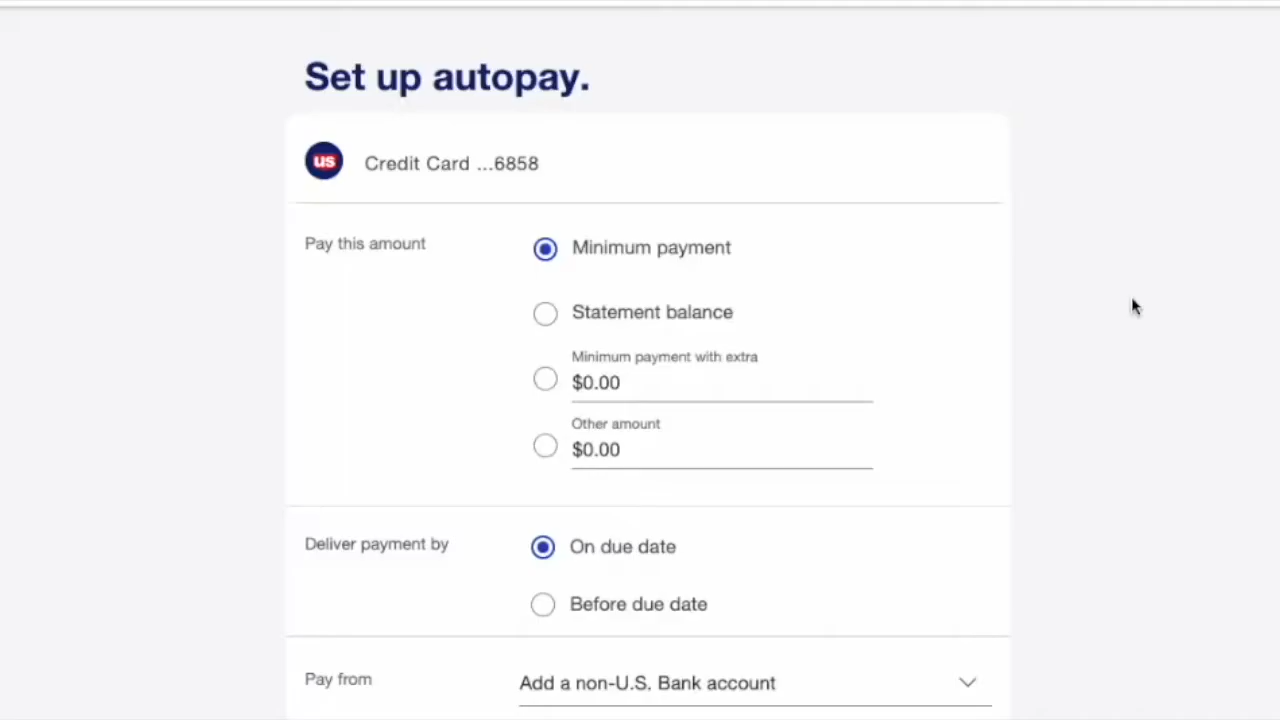 Set up autopay.
us
Credit Card ...6858
Pay this amount
Minimum payment
Statement balance
Minimum payment with extra
$0.00
Other amount
$0.00
Deliver payment by
On due date
Before due date
Pay from
Add a non-U.S. Bank account